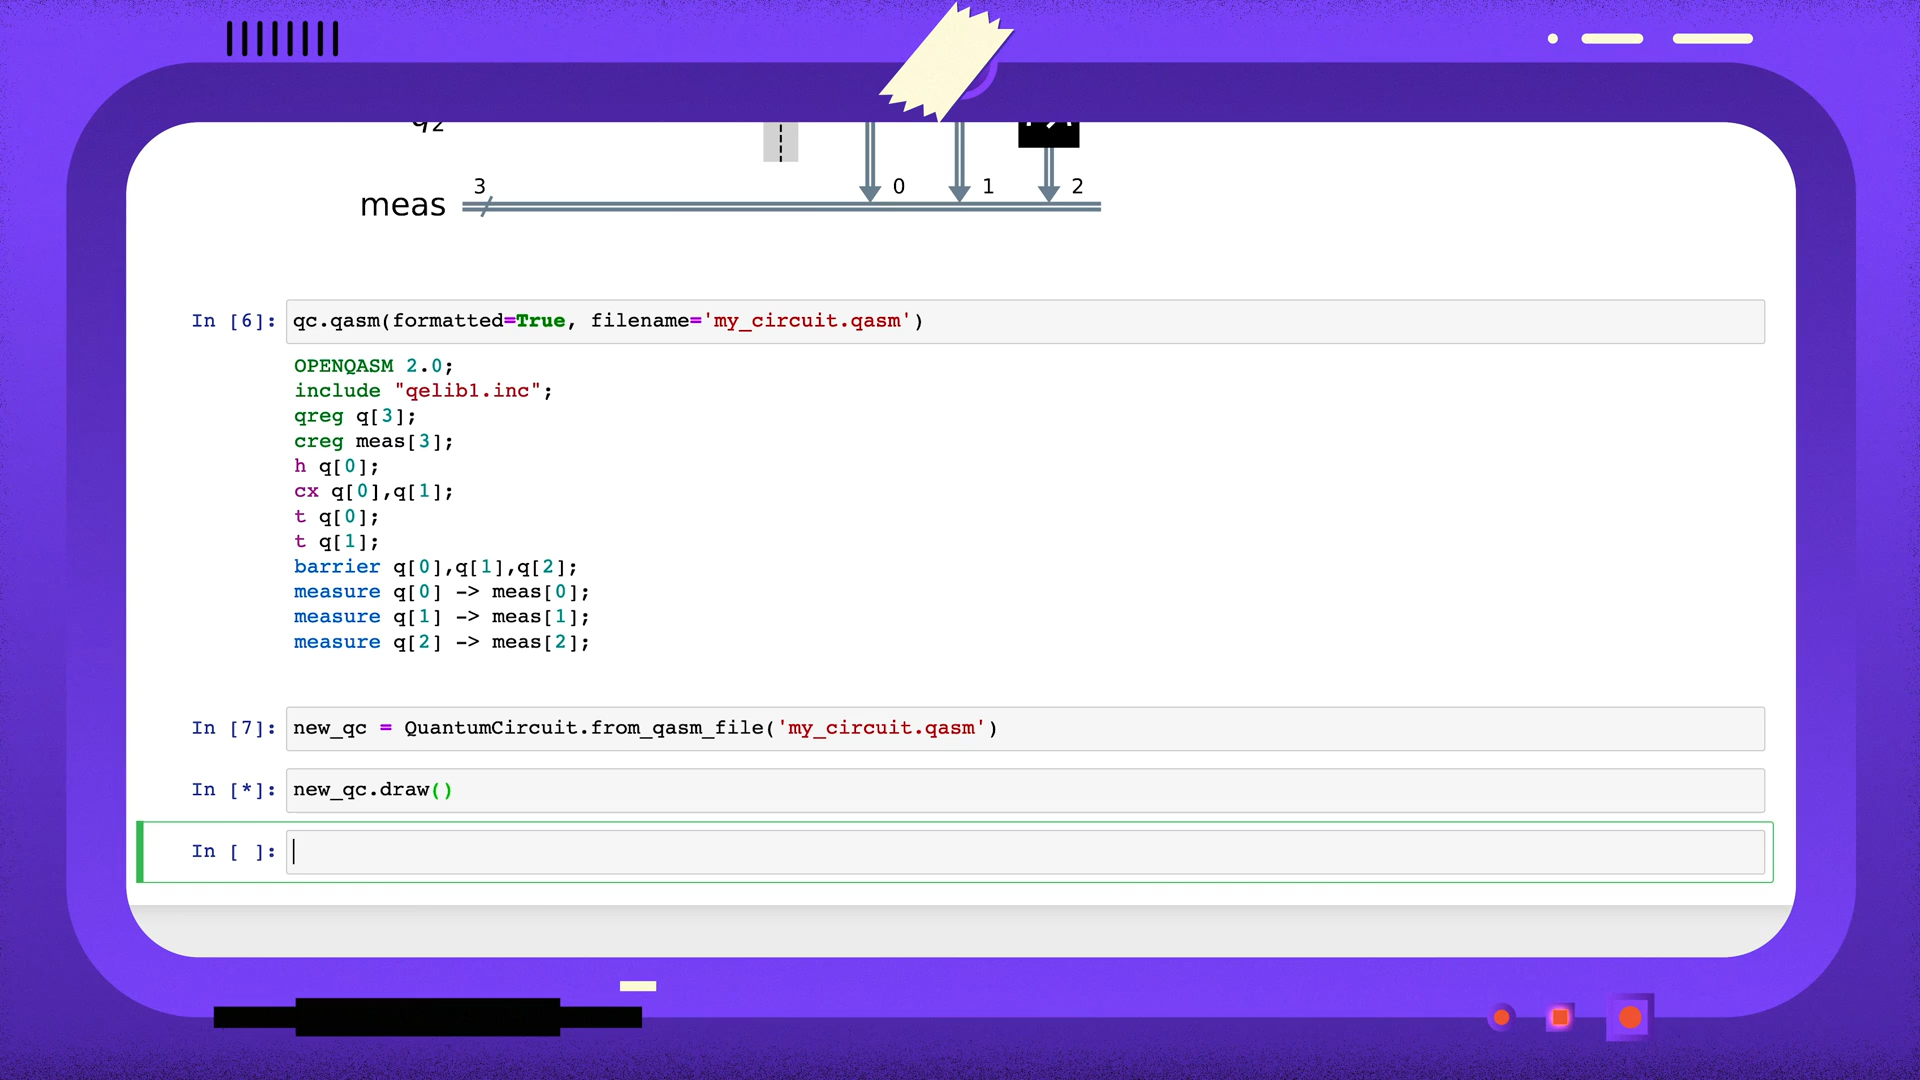 q2
3
0 1 2
meas
In [6]: qc.qasm(formatted=True, filename='my_circuit.qasm')
OPENQASM 2.0;
include "qelib1.inc";
qreg q[3];
creg meas[3];
h q[0];
cx q[0],q[1];
t q[0];
t q[1];
barrier q[0],q[1],q[2];
measure q[0] -> meas[0];
measure q[1] -> meas[1];
measure q[2] -> meas[2];
In [7]: new_qc = QuantumCircuit.from_qasm_file('my_circuit.qasm')
In [*]: new_qc.draw()
In [ ]: